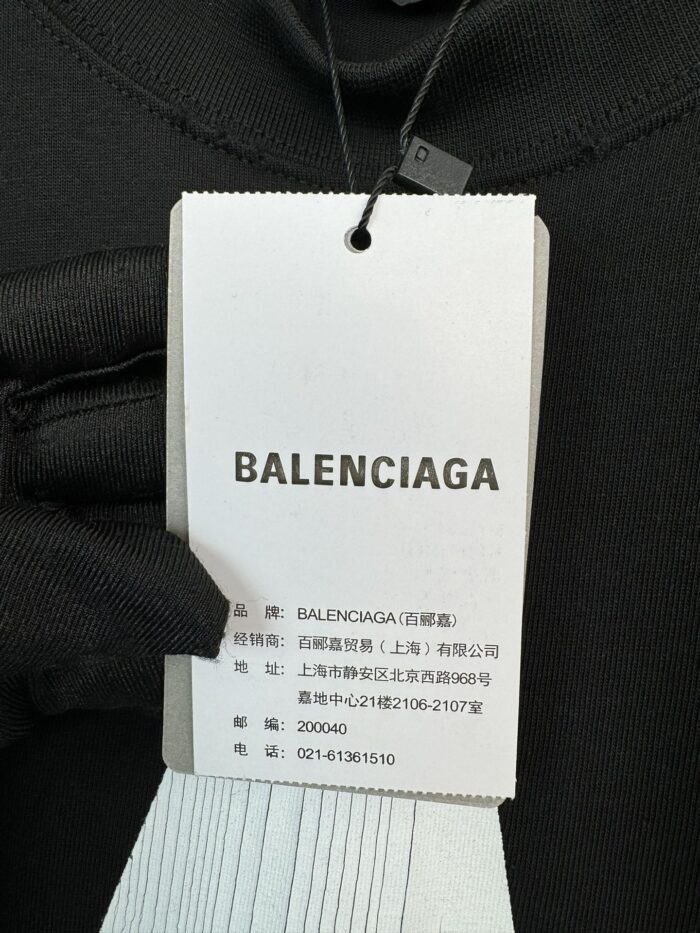 BALENCIAGA
品 牌: BALENCIAGA(百郦嘉)
经销商: 百郦嘉贸易(上海)有限公司
地 址: 上海市静安区北京西路968号
嘉地中心21楼2106-2107室
邮 编: 200040
电 话: 021-61361510